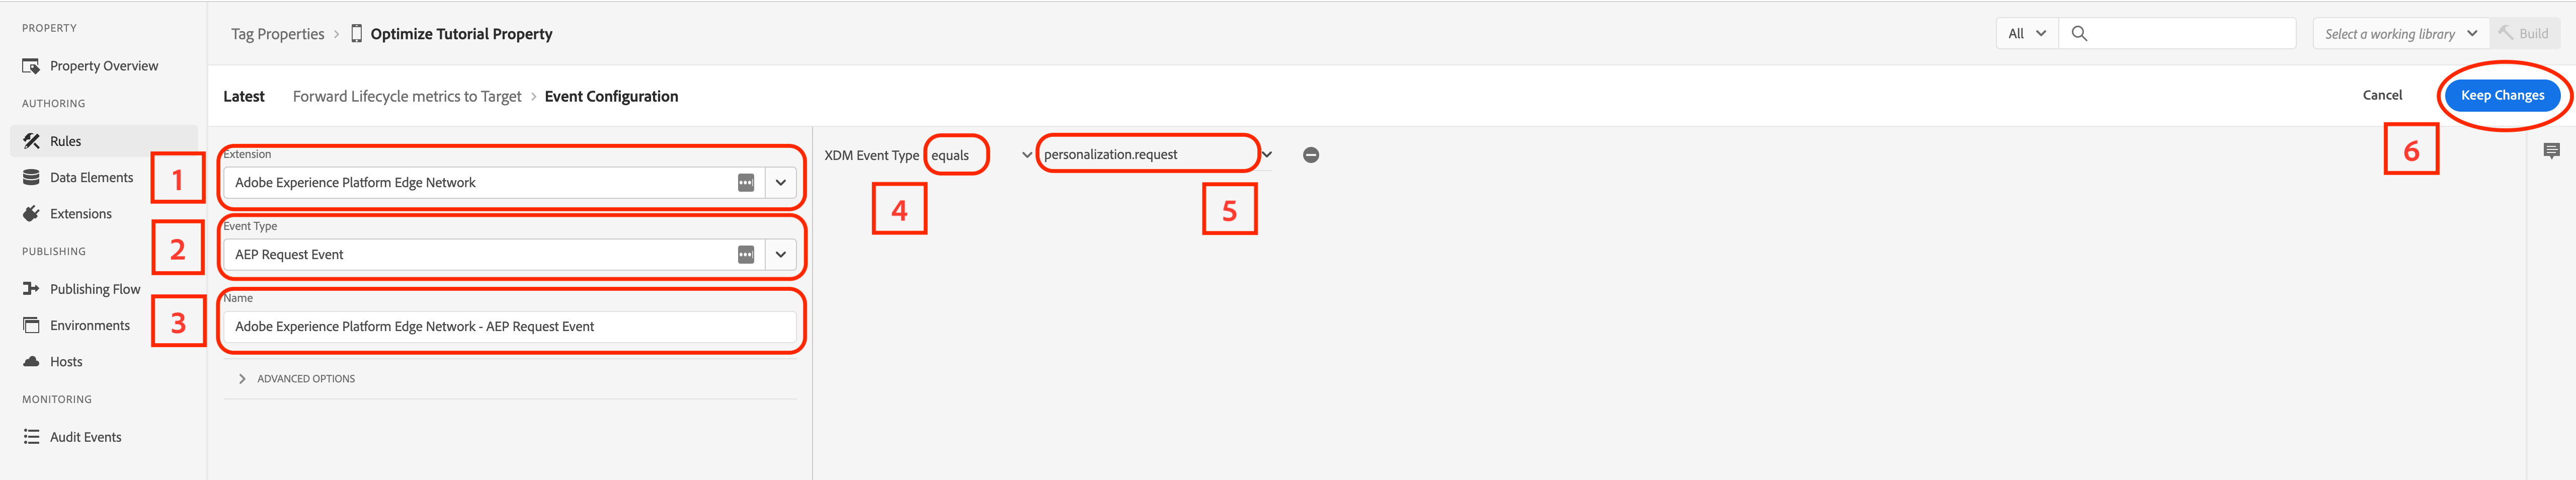 PROPERTY
Property Overview
AUTHORING
Rules
Data Elements
Extensions
PUBLISHING
Publishing Flow
Environments
Hosts
MONITORING
Audit Events
Tag Properties > Optimize Tutorial Property
All
Select a working library
Build
Latest
Forward Lifecycle metrics to Target > Event Configuration
Cancel
Keep Changes
6
1
Extension
Adobe Experience Platform Edge Network
2
Event Type
AEP Request Event
3
Name
Adobe Experience Platform Edge Network - AEP Request Event
ADVANCED OPTIONS
XDM Event Type equals personalization.request
4
5